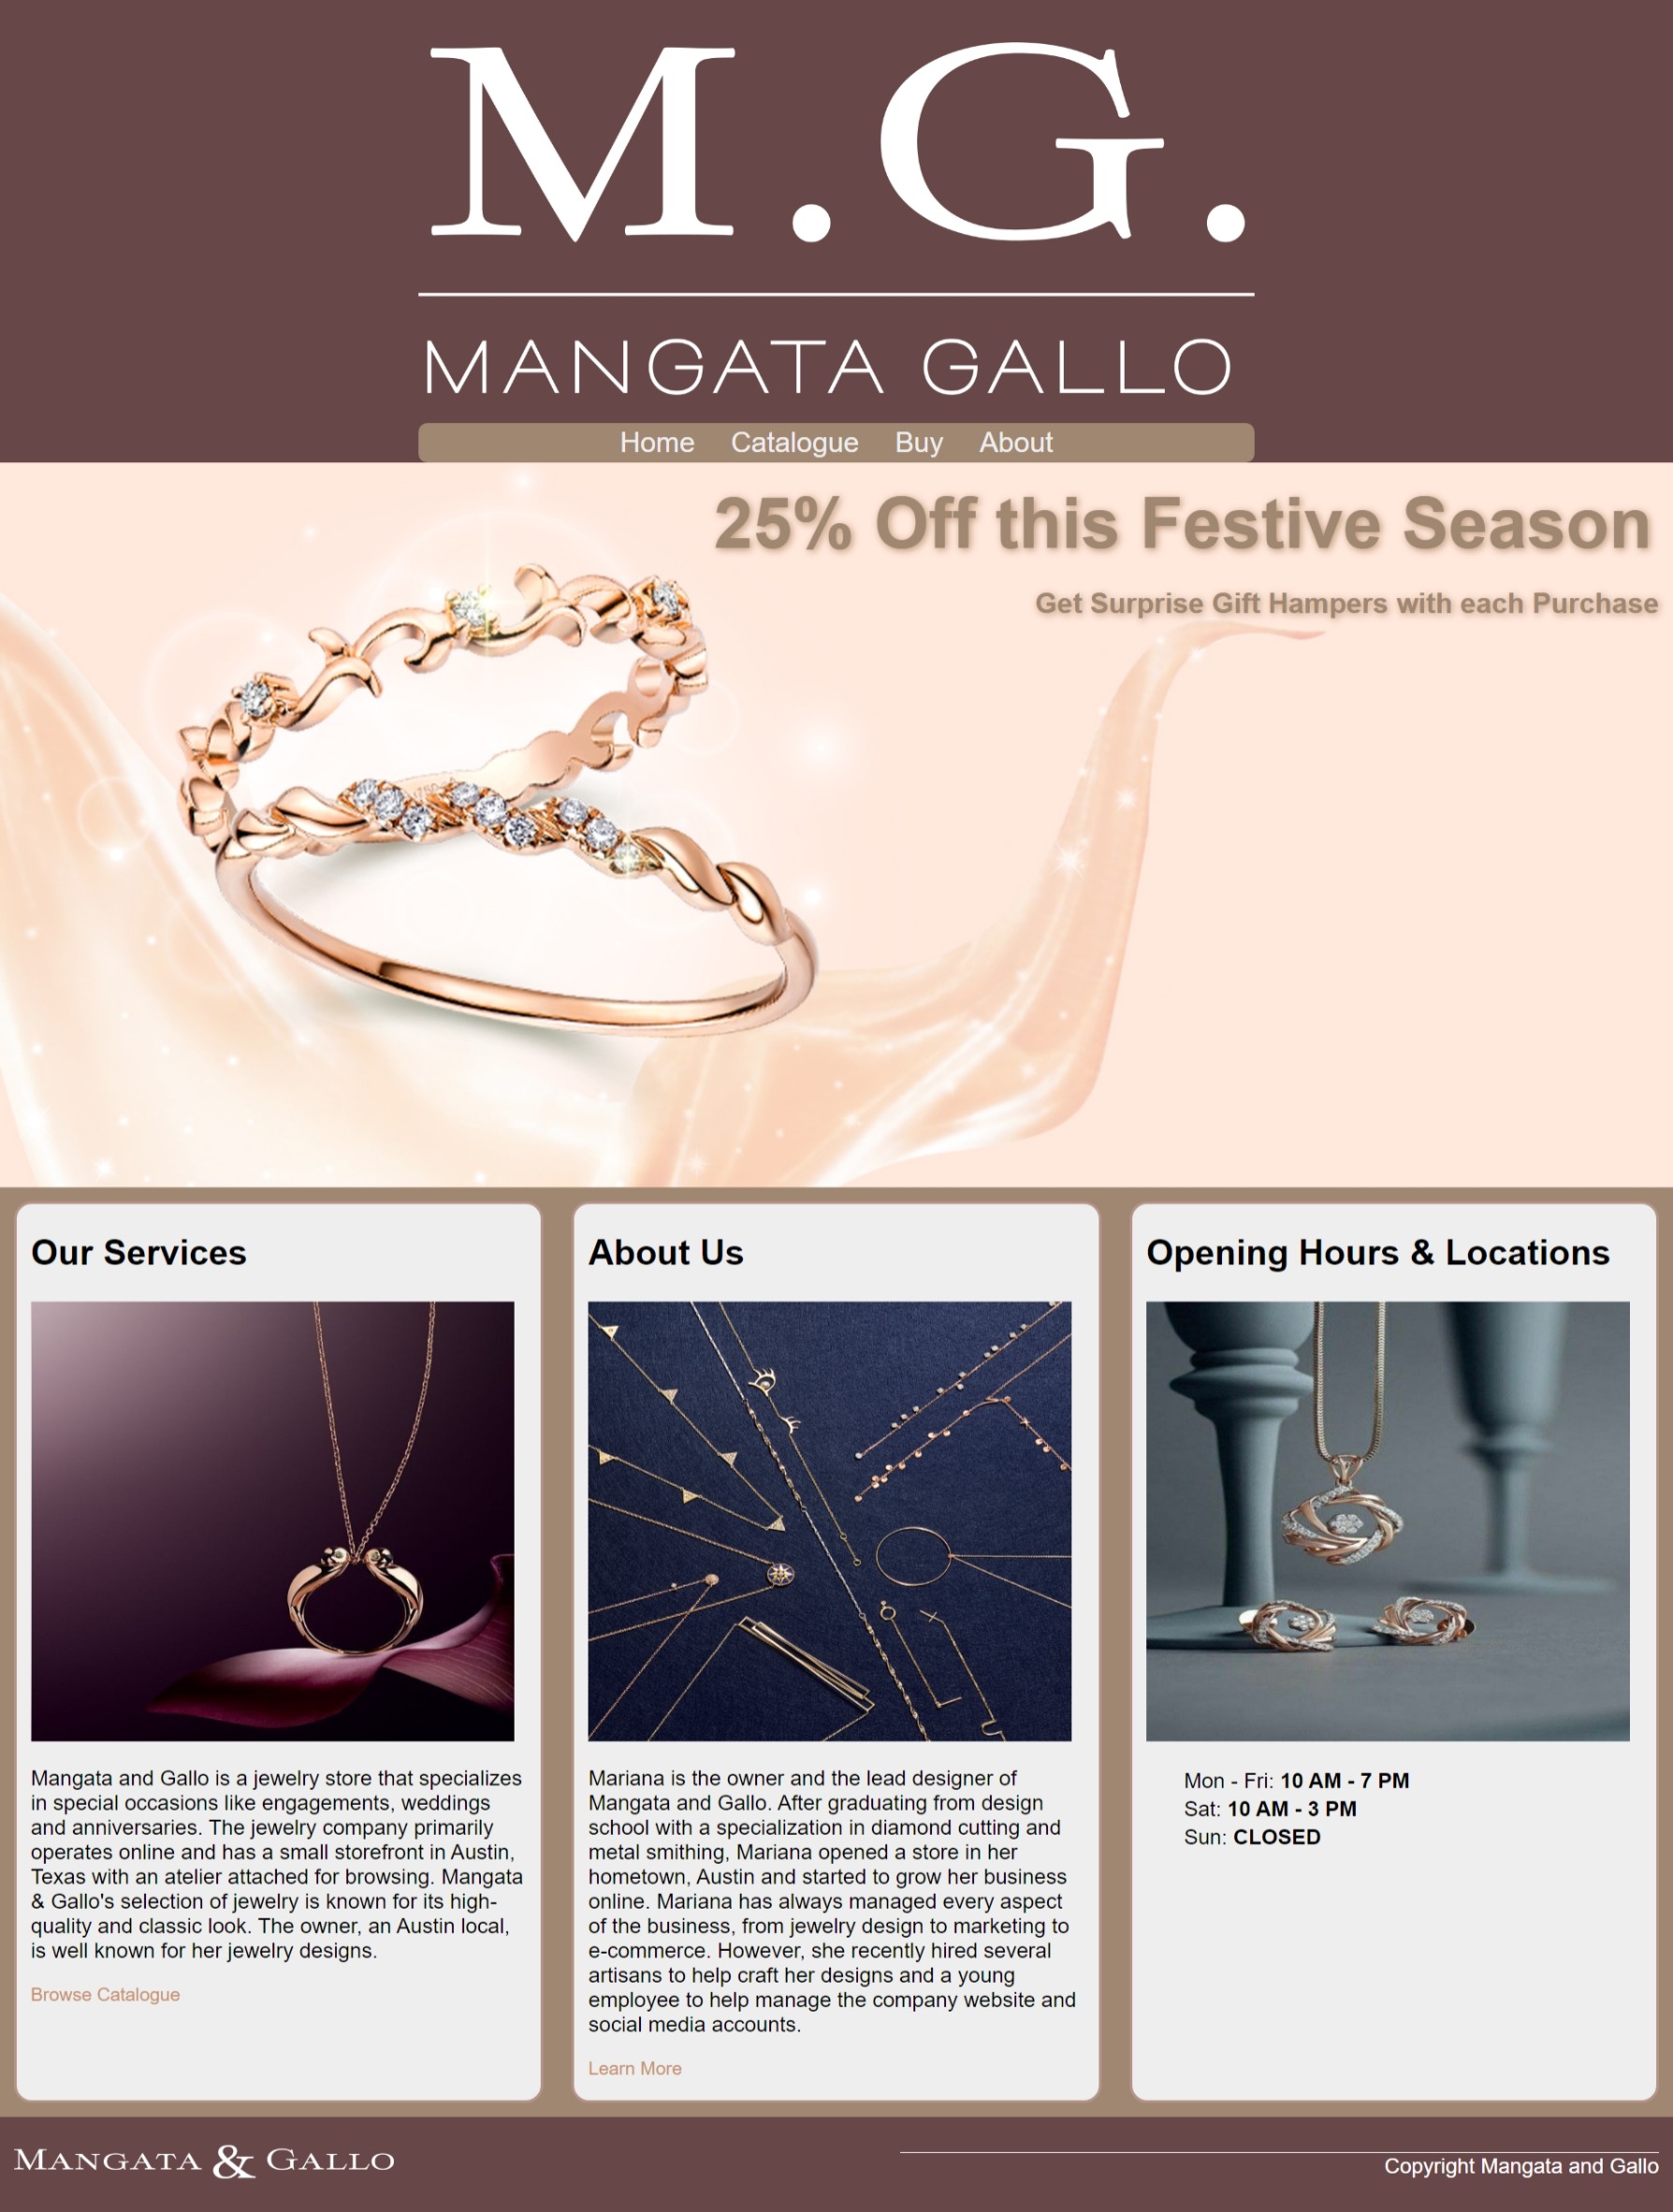 M.G.
MANGATA GALLO
Home Catalogue Buy About
25% Off this Festive Season
Get Surprise Gift Hampers with each Purchase
Our Services
Mangata and Gallo is a jewelry store that specializes
in special occasions like engagements, weddings
and anniversaries. The jewelry company primarily
operates online and has a small storefront in Austin,
Texas with an atelier attached for browsing. Mangata
& Gallo's selection of jewelry is known for its high-
quality and classic look. The owner, an Austin local,
is well known for her jewelry designs.
Browse Catalogue
About Us
Mariana is the owner and the lead designer of
Mangata and Gallo. After graduating from design
school with a specialization in diamond cutting and
metal smithing, Mariana opened a store in her
hometown, Austin and started to grow her business
online. Mariana has always managed every aspect
of the business, from jewelry design to marketing to
e-commerce. However, she recently hired several
artisans to help craft her designs and a young
employee to help manage the company website and
social media accounts.
Learn More
Opening Hours & Locations
Mon - Fri: 10 AM - 7 PM
Sat: 10 AM - 3 PM
Sun: CLOSED
MANGATA & GALLO
Copyright Mangata and Gallo